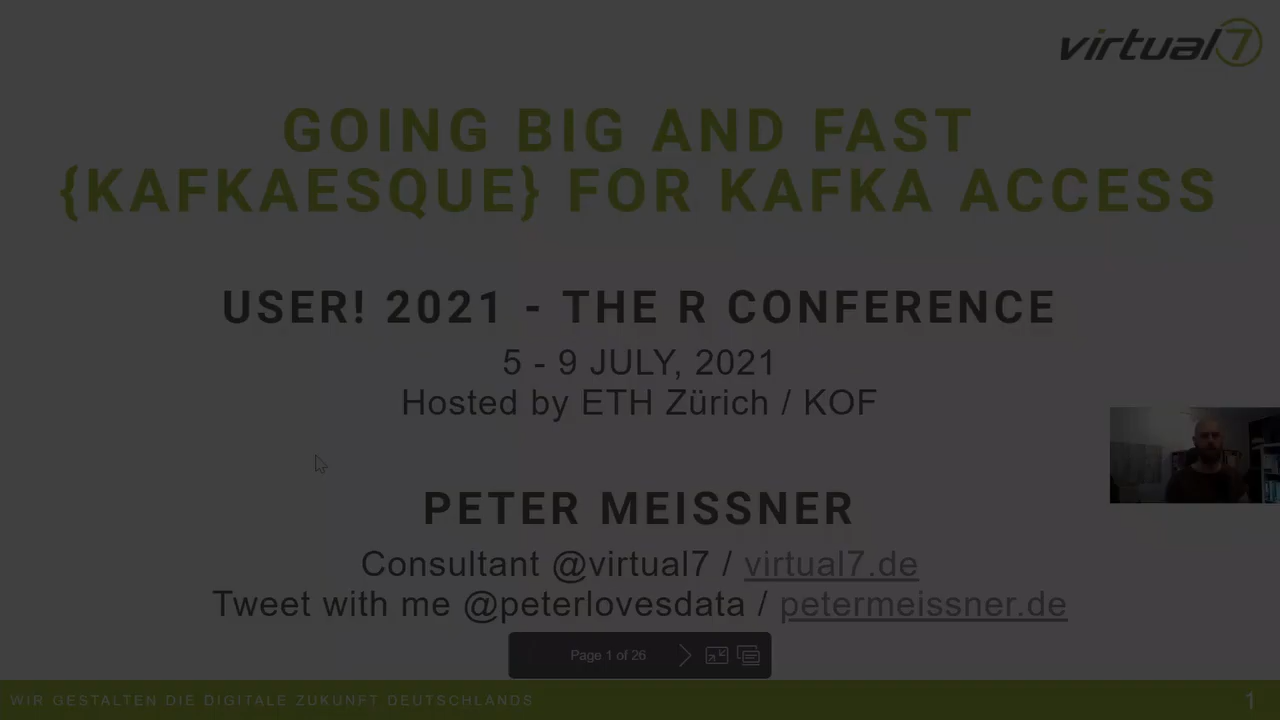 virtual7
GOING BIG AND FAST
{KAFKAESQUE} FOR KAFKA ACCESS
USER! 2021 - THE R CONFERENCE
5 - 9 JULY, 2021
Hosted by ETH Zürich / KOF
PETER MEISSNER
Consultant @virtual7 / virtual7.de
Tweet with me @peterlovesdata / petermeissner.de
Page 1 of 26
WIR GESTALTEN DIE DIGITALE ZUKUNFT DEUTSCHLANDS
1